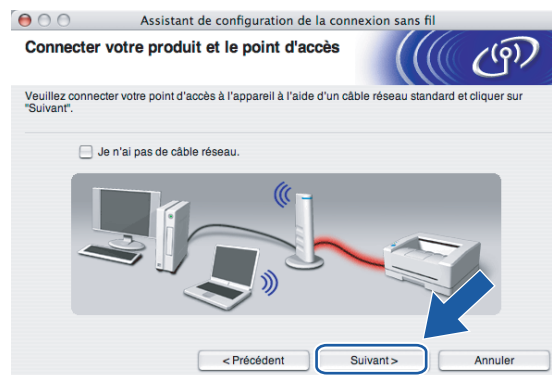 Assistant de configuration de la connexion sans fil
Connecter votre produit et le point d'accès
Veuillez connecter votre point d'accès à l'appareil à l'aide d'un câble réseau standard et cliquer sur
"Suivant".
Je n'ai pas de câble réseau.
< Précédent
Suivant >
Annuler